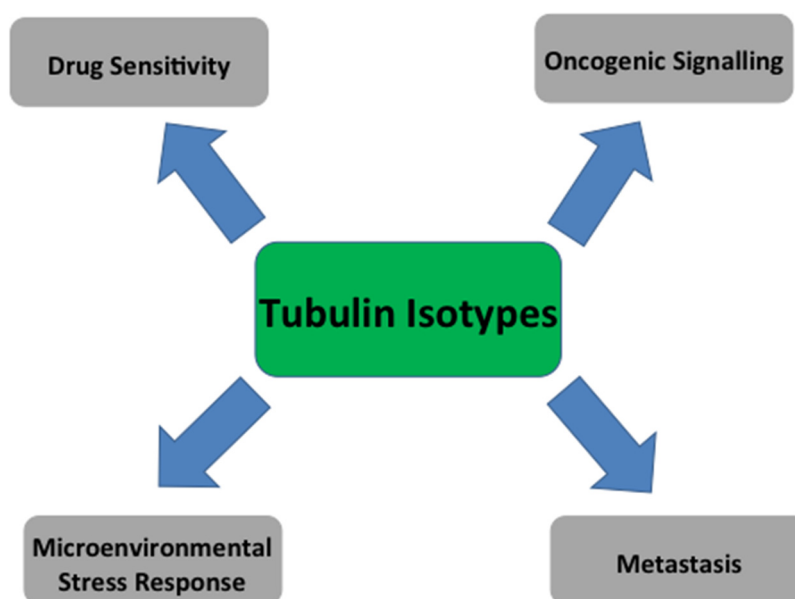 Drug Sensitivity
Oncogenic Signalling
Tubulin Isotypes
Microenvironmental
Stress Response
Metastasis